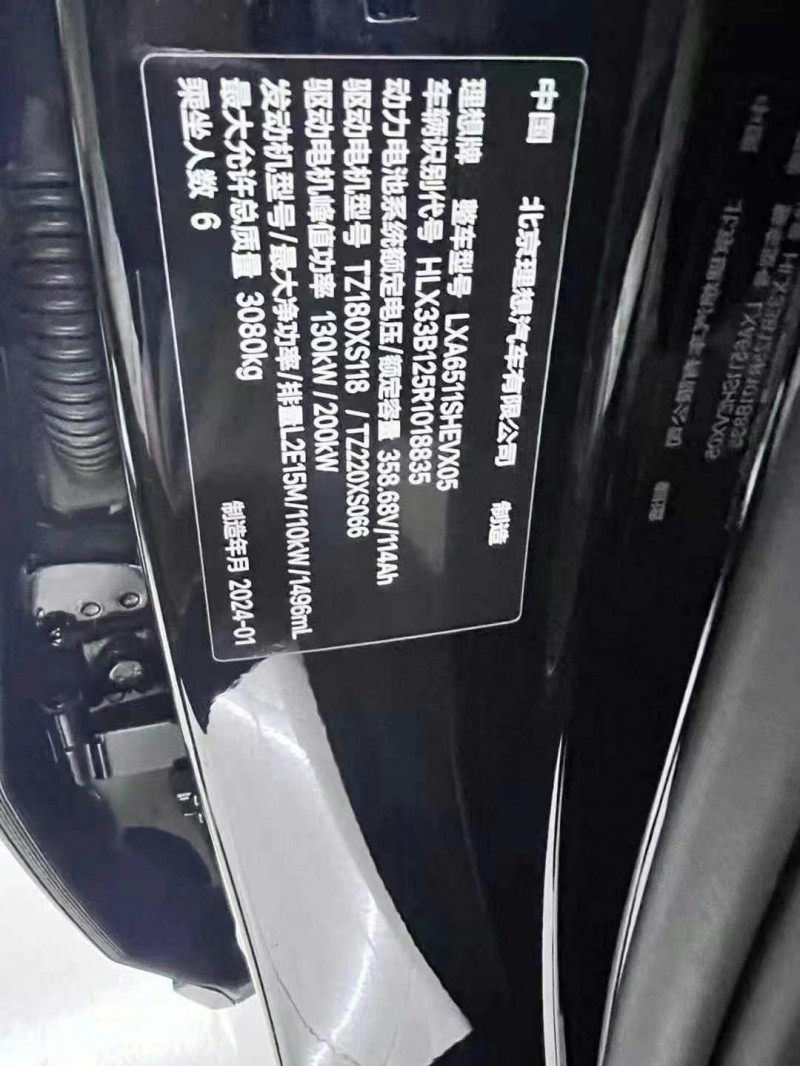 中国 北京理想汽车有限公司 制造
理想牌 整车型号 LXA6511SHEVX05
车辆识别代号 HLX33B125R1018835
动力电池系统额定电压/额定容量 358.68V/114Ah
驱动电机型号 TZ180XS118 /TZ220XS066
驱动电机峰值功率 130kW/200kW
发动机型号/最大净功率/排量L2E15M/110kW/1496mL
最大允许总质量 3080kg
乘坐人数 6 制造年月 2024-01